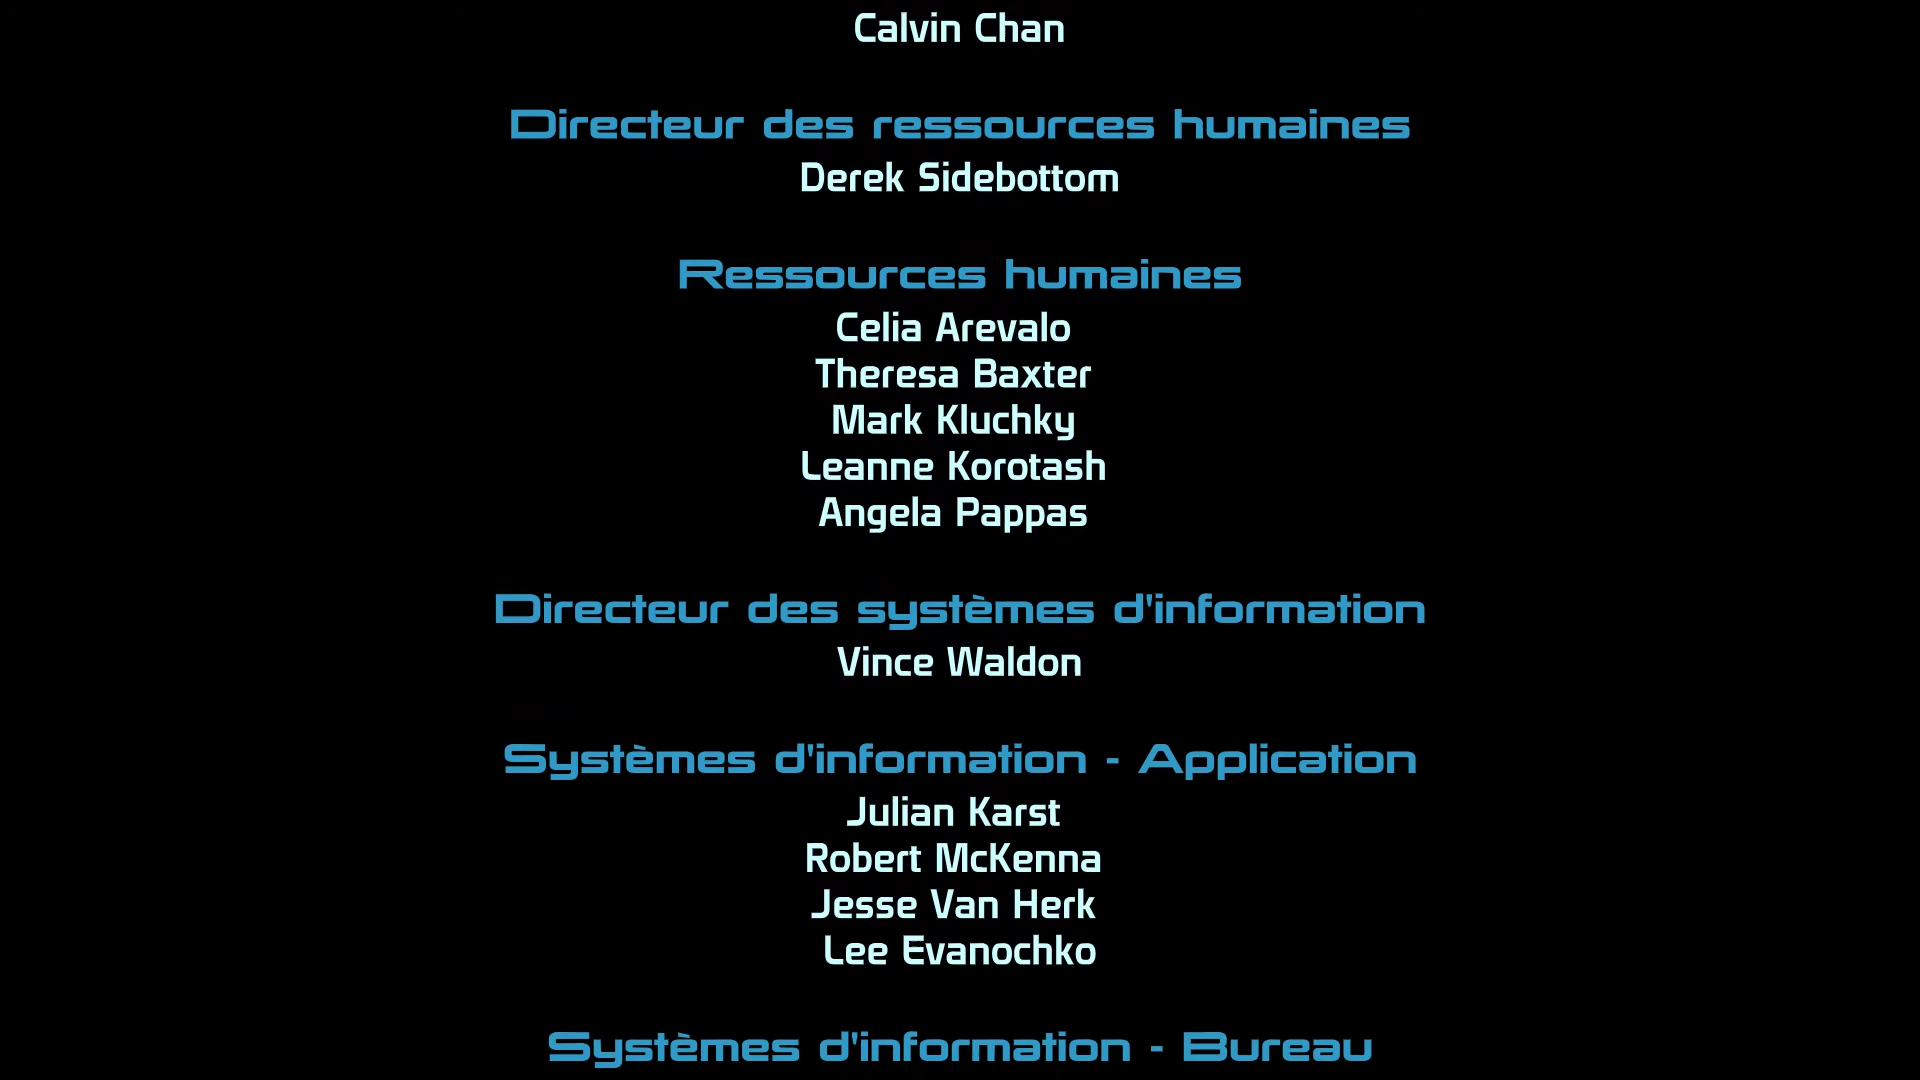 Calvin Chan
Directeur des ressources humaines
Derek Sidebottom
Ressources humaines
Celia Arevalo
Theresa Baxter
Mark Kluchky
Leanne Korotash
Angela Pappas
Directeur des systèmes d'information
Vince Waldon
Systèmes d'information - Application
Julian Karst
Robert McKenna
Jesse Van Herk
Lee Evanochko
Systèmes d'information - Bureau